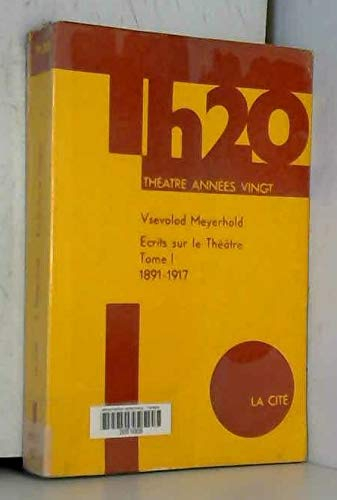 Th20
THÉATRE ANNÉES VINGT
Vsevolod Meyerhold
Ecrits sur le Théâtre
Tome I
1891-1917
LA CITÉ